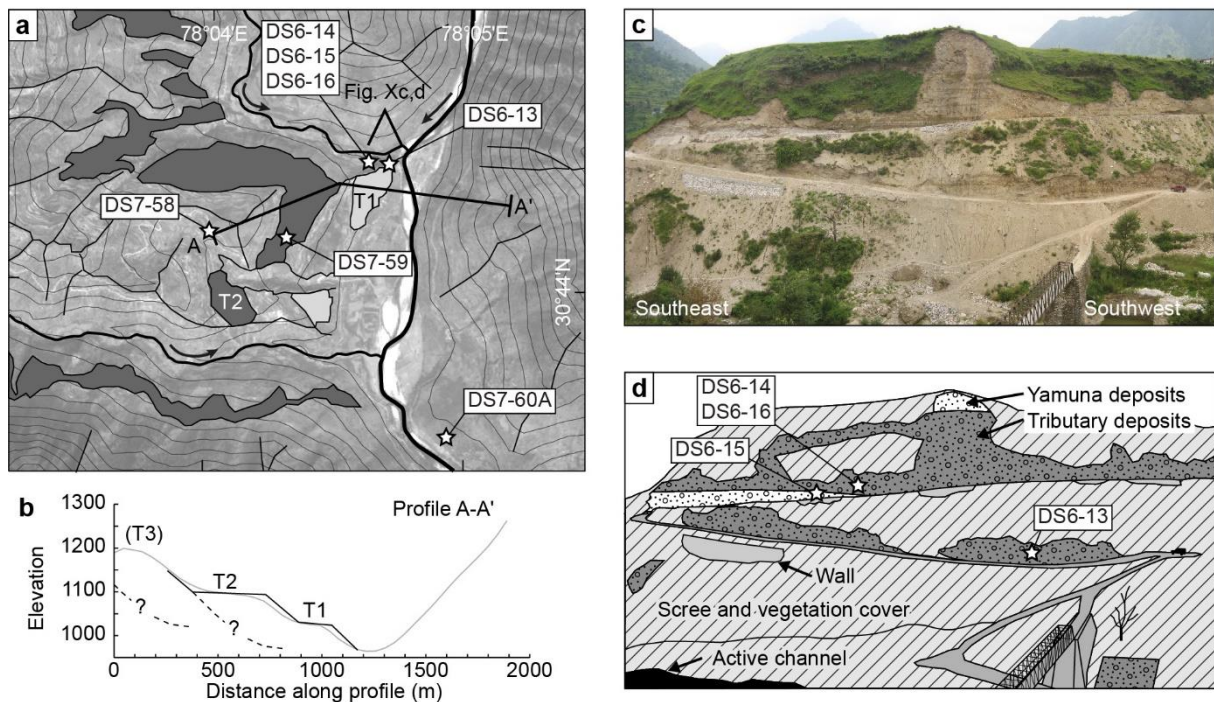 a
78°04'E
DS6-14
DS6-15
DS6-16
78°05'E
Fig. Xc,d
DS6-13
T1
DS7-58
A
A'
DS7-59
T2
30°44'N
DS7-60A
b
Profile A-A'
1300
1200
1100
1000
Elevation
(T3)
T2
T1
?
?
0
500
1000
1500
2000
Distance along profile (m)
c
Southeast
Southwest
d
DS6-14
DS6-16
DS6-15
Yamuna deposits
Tributary deposits
DS6-13
Wall
Scree and vegetation cover
Active channel